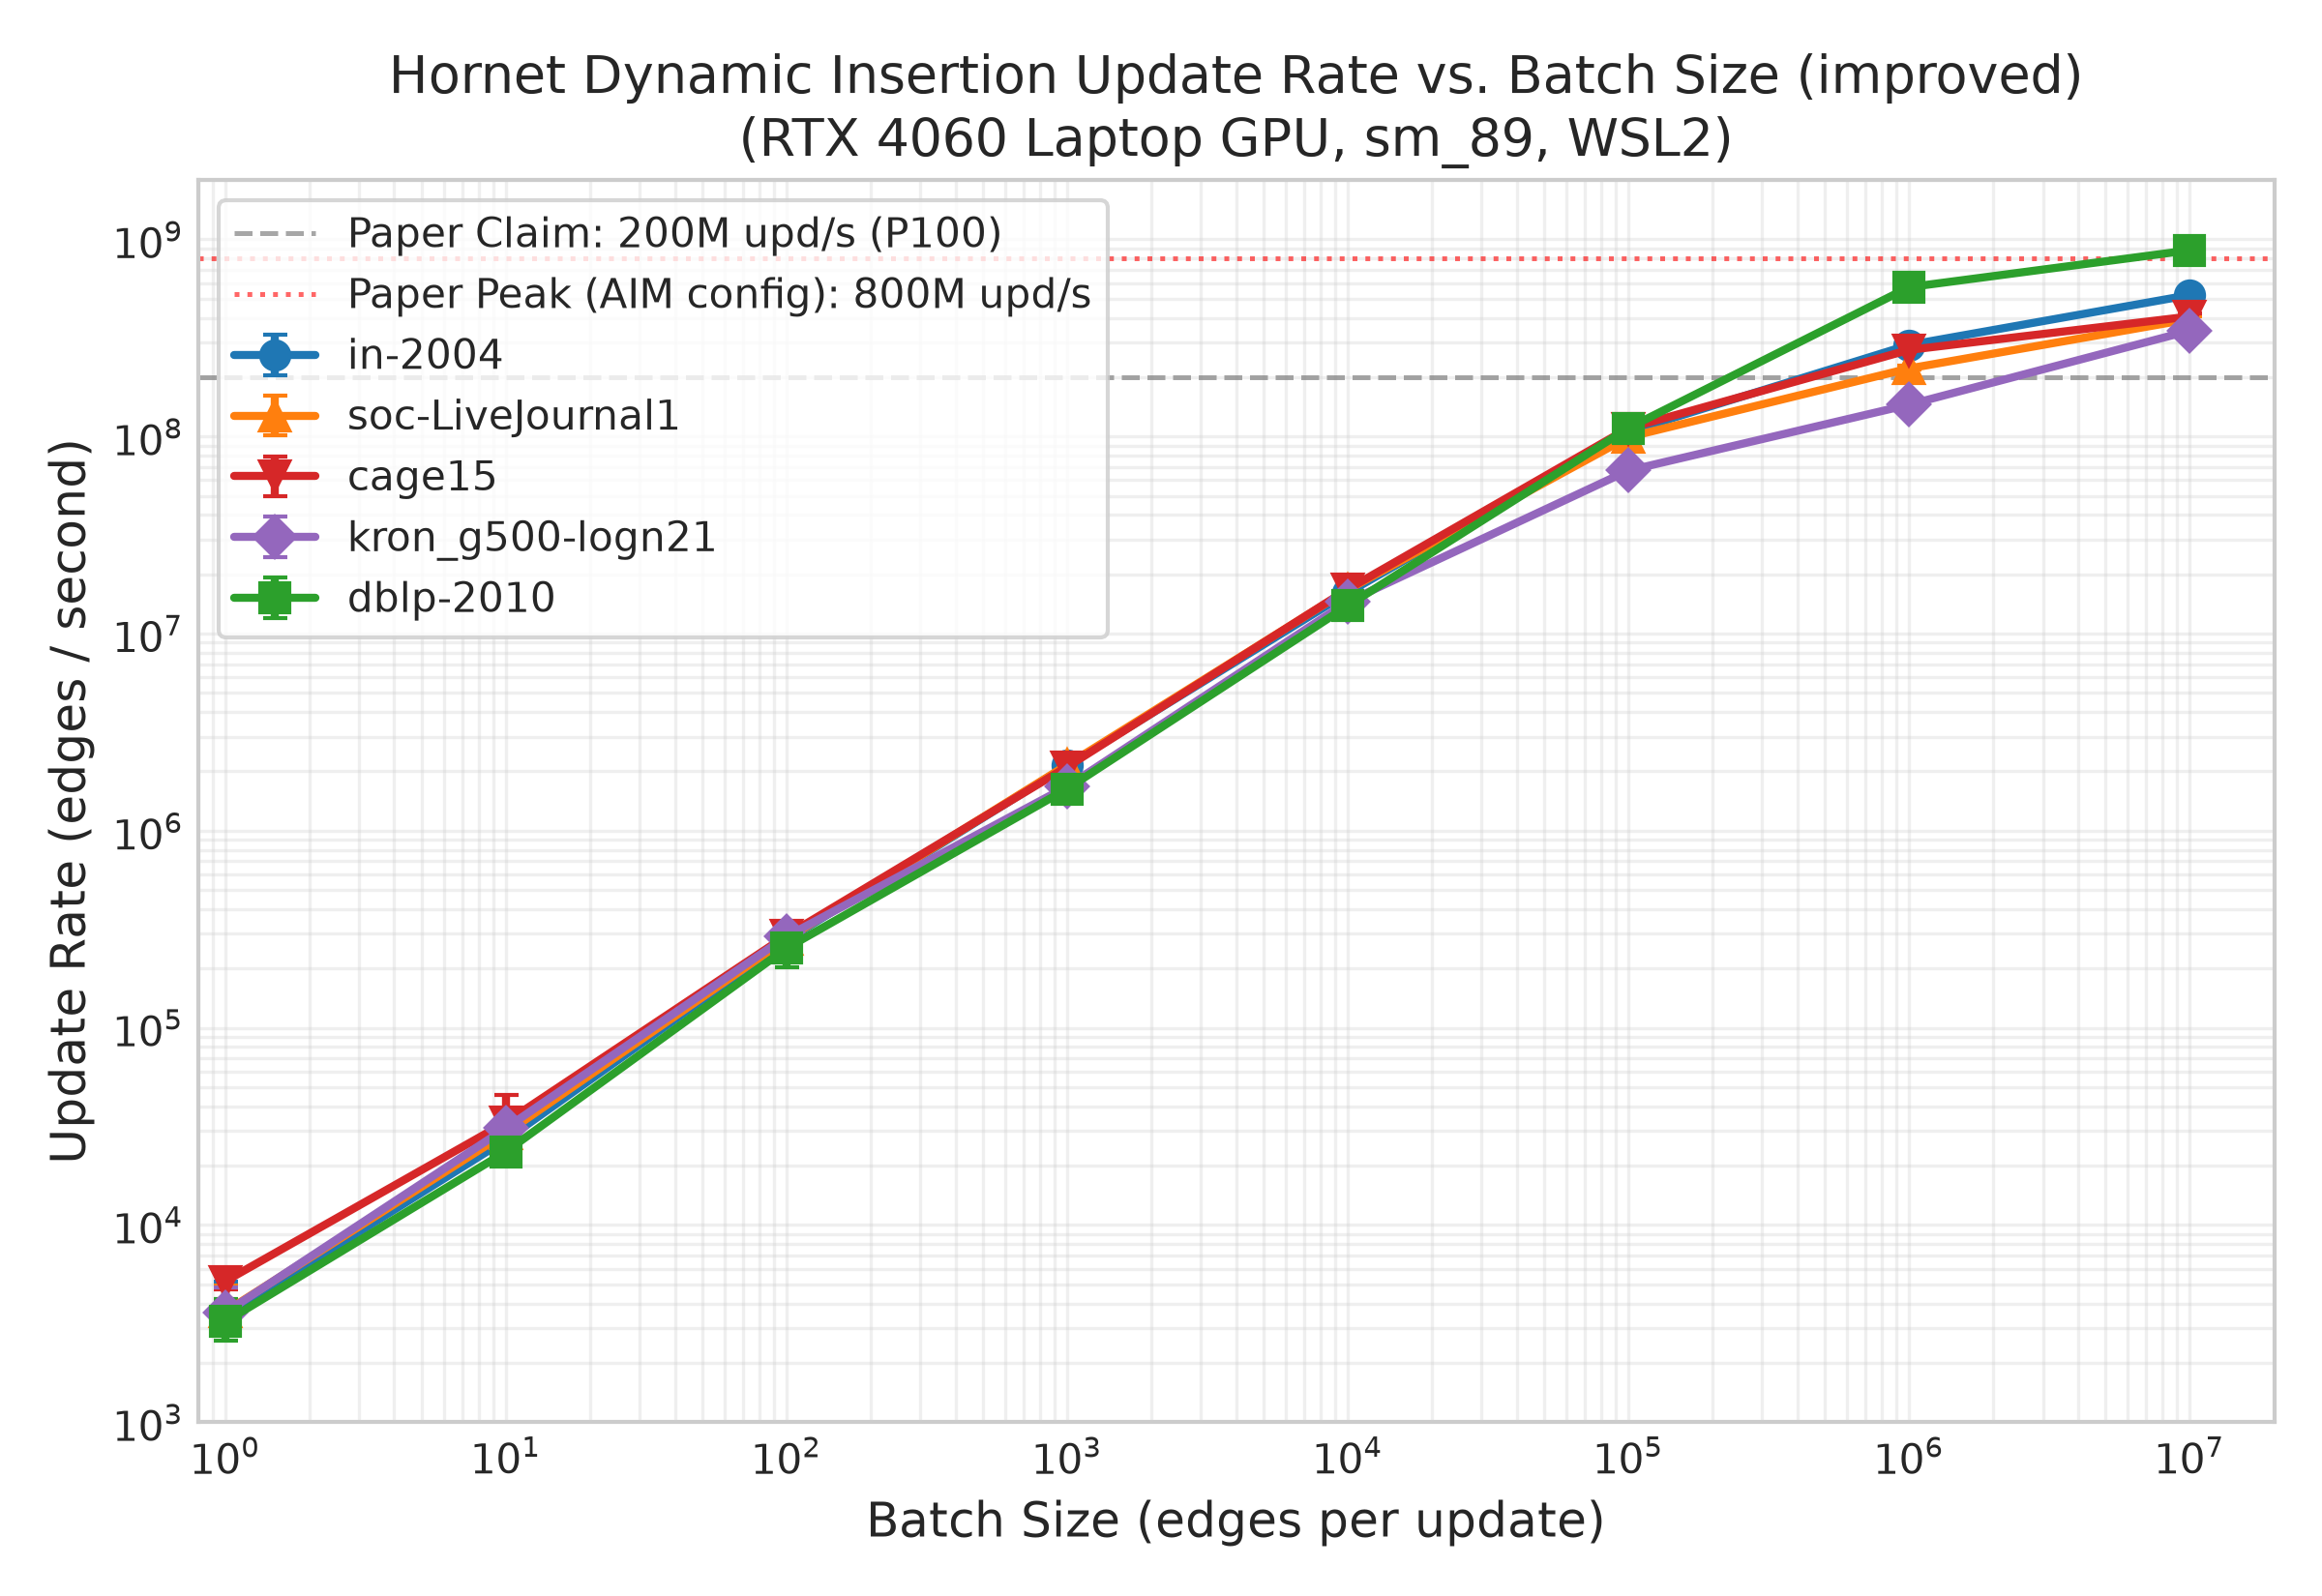 Hornet Dynamic Insertion Update Rate vs. Batch Size (improved)
(RTX 4060 Laptop GPU, sm_89, WSL2)
Paper Claim: 200M upd/s (P100)
Paper Peak (AIM config): 800M upd/s
in-2004
soc-LiveJournal1
cage15
kron_g500-logn21
dblp-2010
Update Rate (edges / second)
10⁹
10⁸
10⁷
10⁶
10⁵
10⁴
10³
10⁰ 10¹ 10² 10³ 10⁴ 10⁵ 10⁶ 10⁷
Batch Size (edges per update)